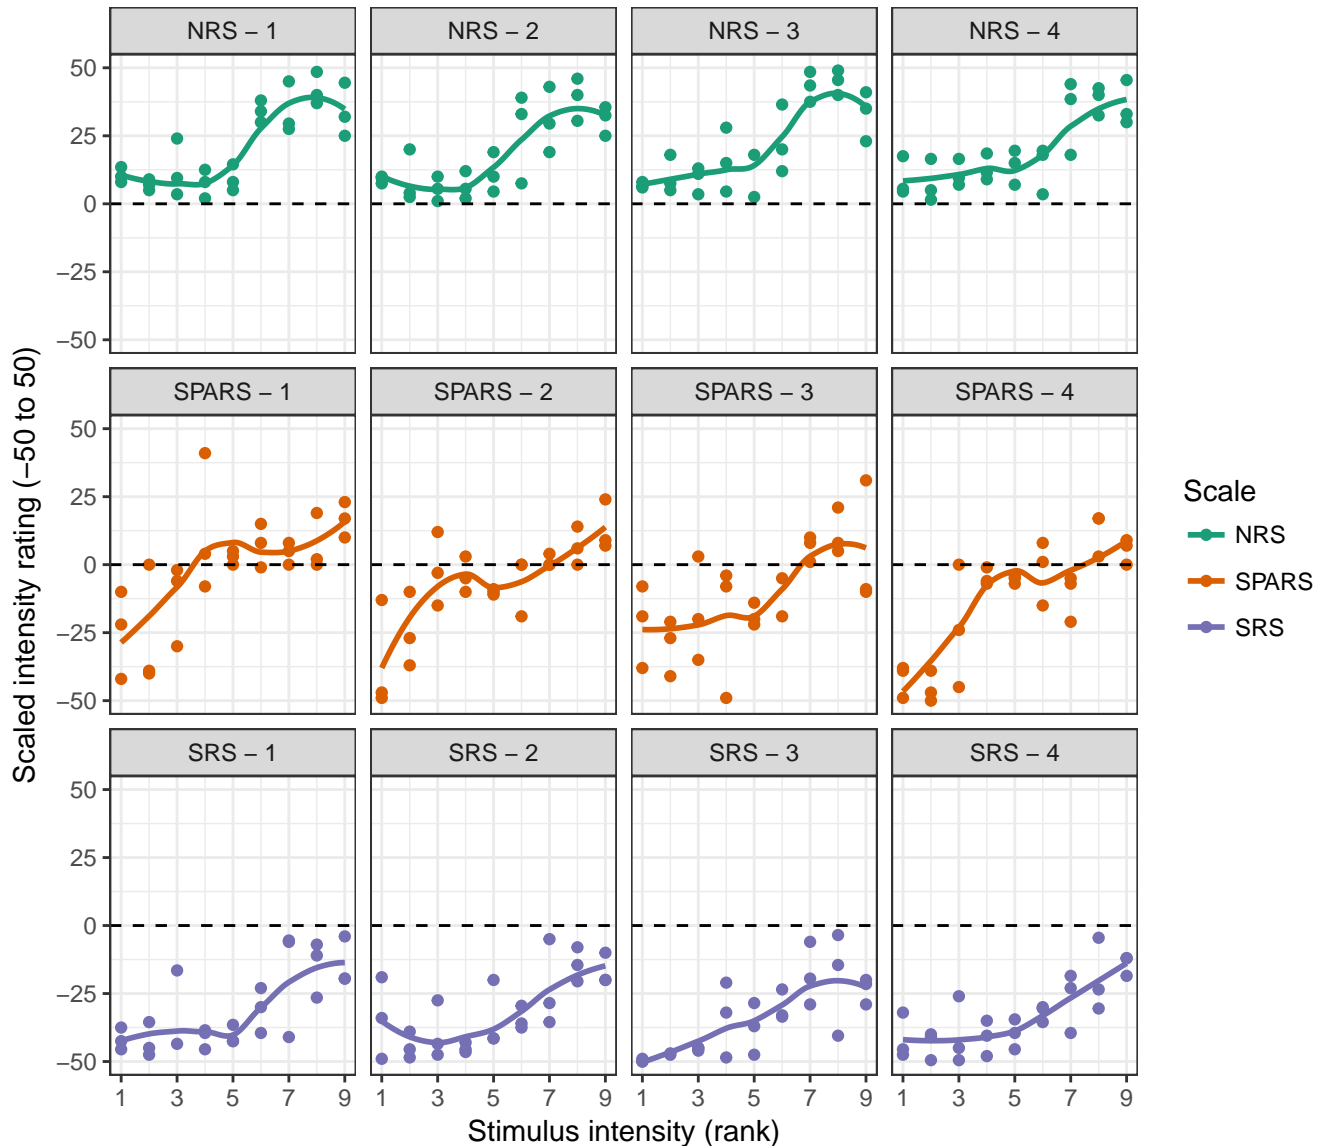 NRS − 1
NRS − 2
NRS − 3
NRS − 4
50
25
0
−25
−50
SPARS − 1
SPARS − 2
SPARS − 3
SPARS − 4
50
25
0
−25
−50
SRS − 1
SRS − 2
SRS − 3
SRS − 4
50
25
0
−25
−50
1 3 5 7 9
1 3 5 7 9
1 3 5 7 9
1 3 5 7 9
Stimulus intensity (rank)
Scaled intensity rating (−50 to 50)
Scale
NRS
SPARS
SRS